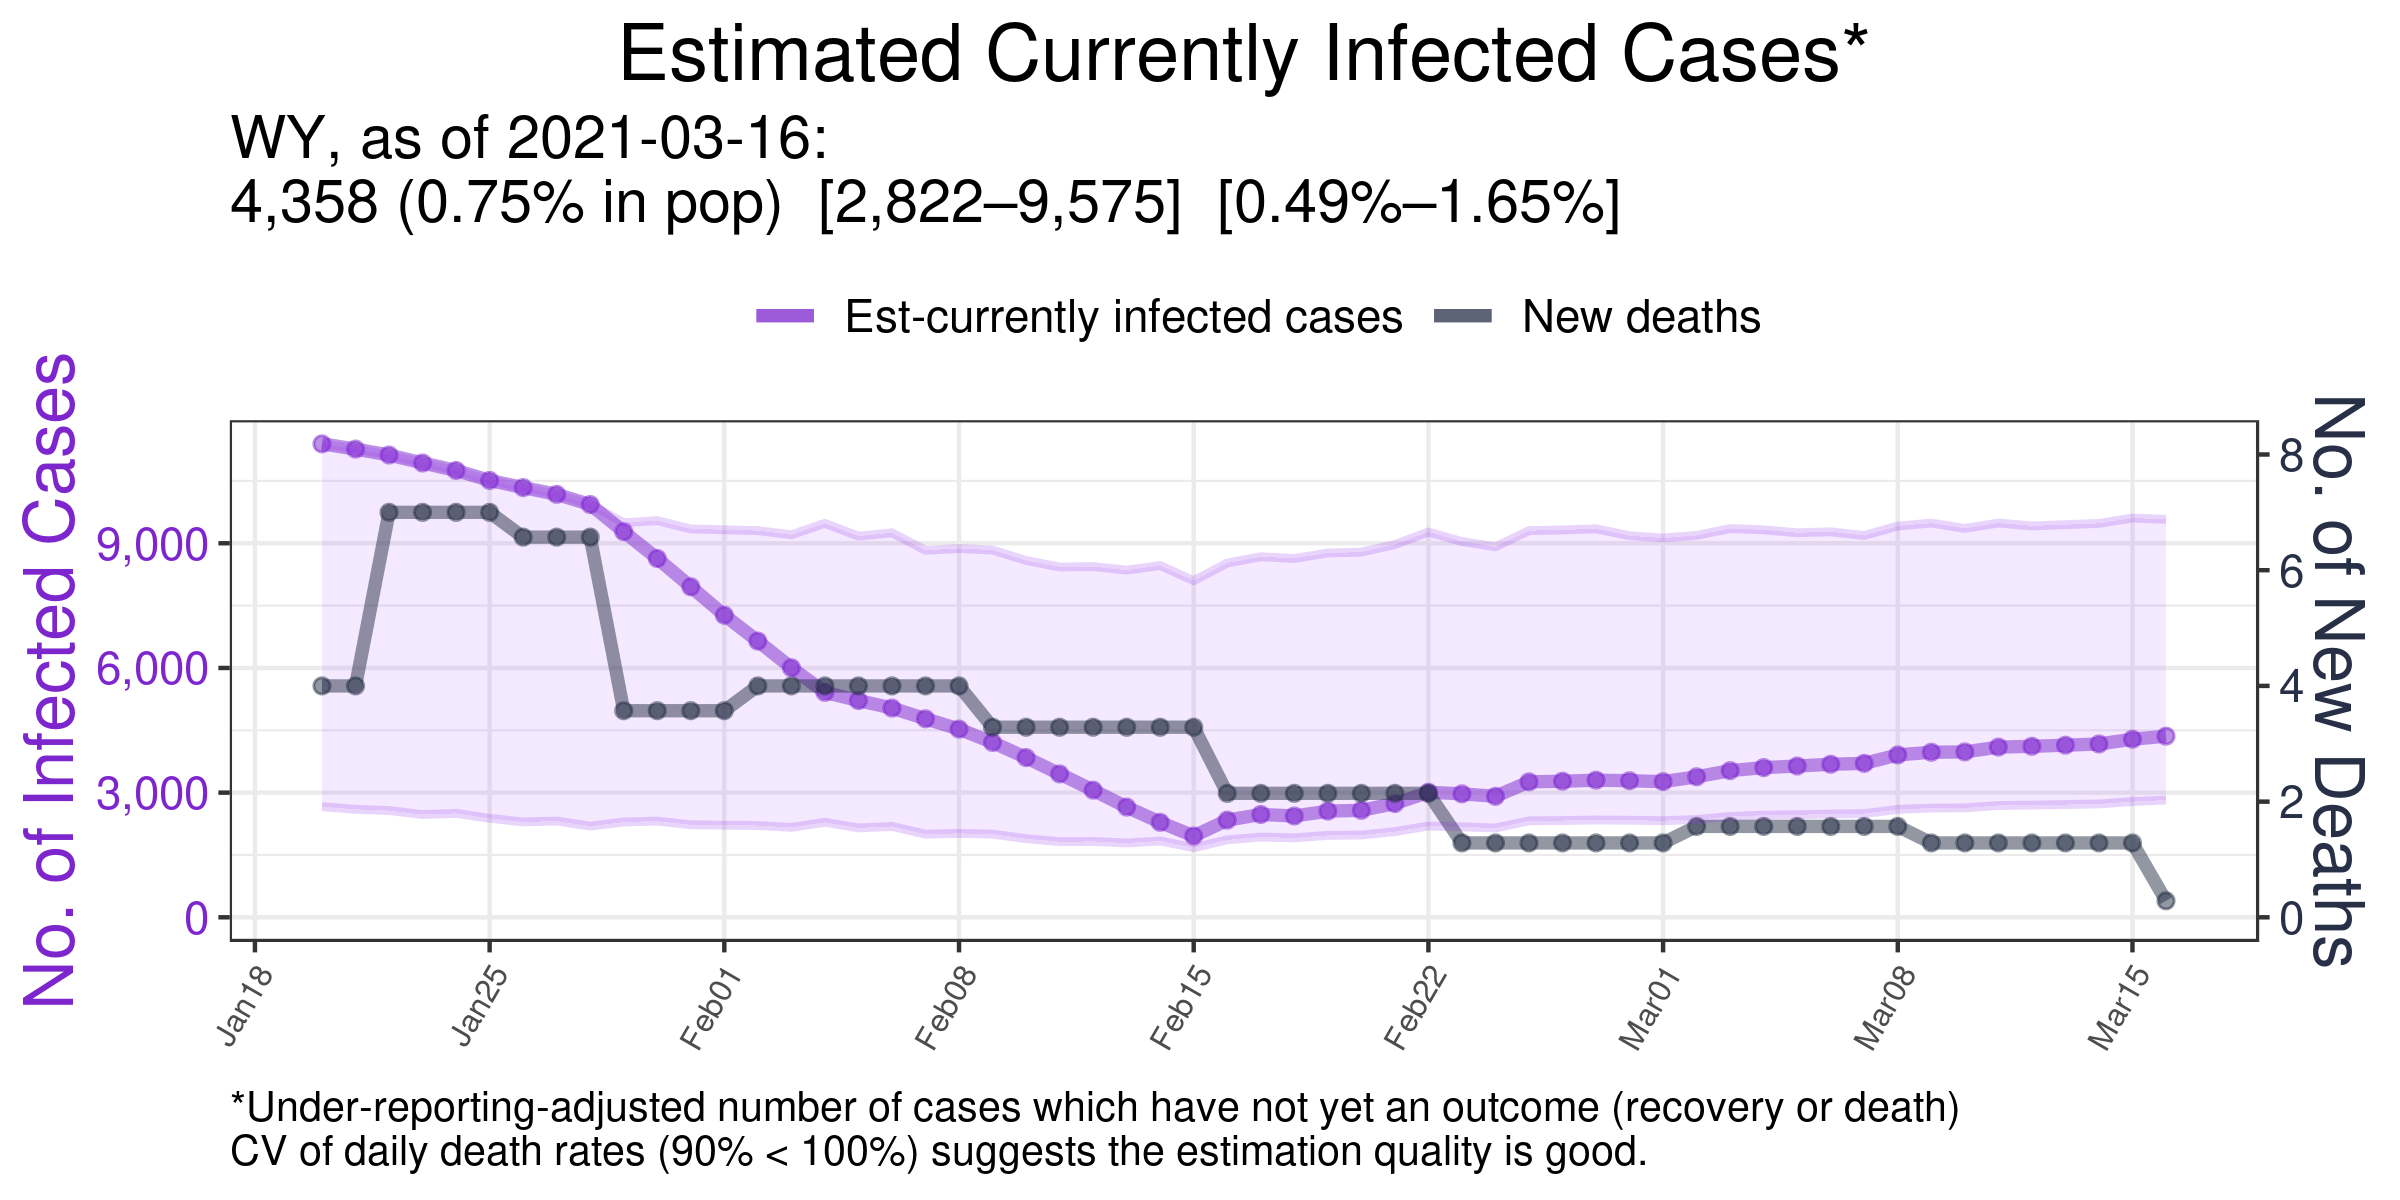 Estimated Currently Infected Cases*
WY, as of 2021-03-16:
4,358 (0.75% in pop)  [2,822–9,575]  [0.49%–1.65%]
Est-currently infected cases
New deaths
No. of Infected Cases
9,000
6,000
3,000
0
No. of New Deaths
8
6
4
2
0
Jan18
Jan25
Feb01
Feb08
Feb15
Feb22
Mar01
Mar08
Mar15
*Under-reporting-adjusted number of cases which have not yet an outcome (recovery or death)
CV of daily death rates (90% < 100%) suggests the estimation quality is good.